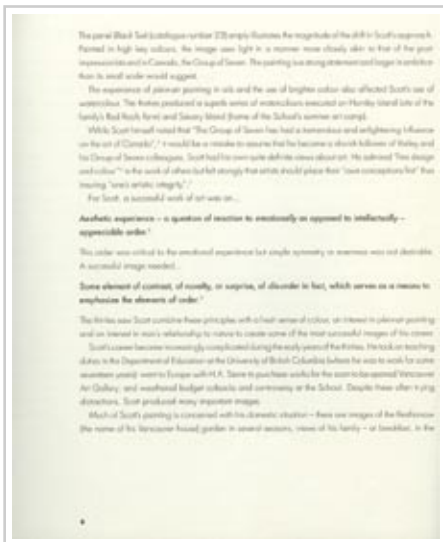 The panel Black Tusk (catalogue number 23) amply illustrates the magnitude of the shift in Scott's approach.
Painted in high key colours, the image uses light in a manner more closely akin to that of the post-
impressionists and in Canada, the Group of Seven. The painting is a strong statement and larger in ambition
than its small scale would suggest.
The experience of plein-air painting in oils and the use of brighter colour also affected Scott's use of
watercolour. The thirties produced a superb series of watercolours executed on Hornby Island (site of the
family's Red Roofs farm) and Savary Island (home of the School's summer art camp).
While Scott himself noted that "The Group of Seven has had a tremendous and enlightening influence
on the art of Canada", it would be a mistake to assume that he became a slavish follower of Varley and
his Group of Seven colleagues. Scott had his own quite definite views about art. He admired "fine design
and colour" in the work of others but felt strongly that artists should place their "own conceptions first" thus
insuring "one's artistic integrity".
For Scott, a successful work of art was an...
Aesthetic experience – a question of reaction to emotionally as opposed to intellectually –
appreciable order.
This order was critical to the emotional experience but simple symmetry or evenness was not desirable.
A successful image needed...
Some element of contrast, of novelty, or surprise, of disorder in fact, which serves as a means to
emphasize the elements of order.
The thirties saw Scott combine these principles with a fresh sense of colour, an interest in plein-air painting
and an interest in man's relationship to nature to create some of the most successful images of his career.
Scott's career became increasingly complicated during the early years of the thirties. He took on teaching
duties in the Department of Education at the University of British Columbia (where he was to work for some
seventeen years) went to Europe with H.A. Stone to purchase works for the soon to be opened Vancouver
Art Gallery, and weathered budget cutbacks and controversy at the School. Despite these often trying
distractions, Scott produced many important images.
Much of Scott's painting is concerned with his domestic situation – there are images of the
(the name of his Vancouver house) garden in several seasons, views of his family – at breakfast, in the